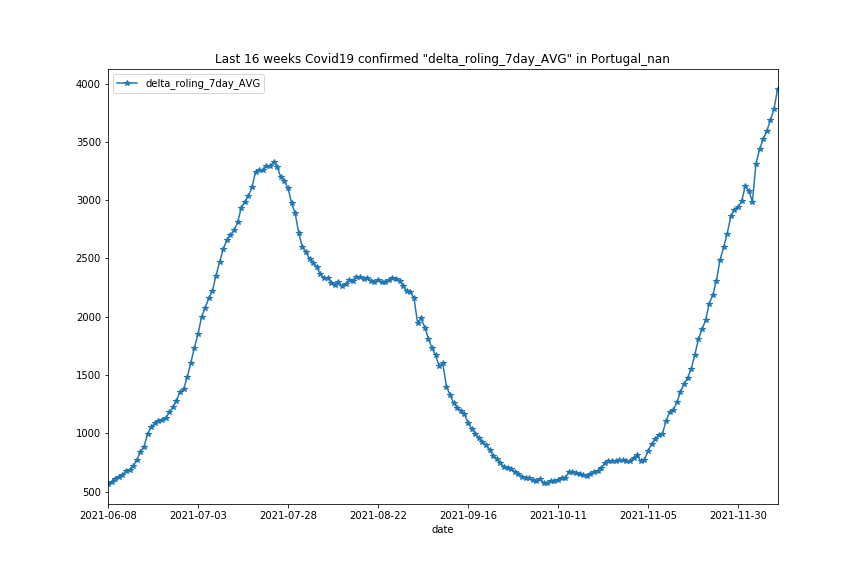 Last 16 weeks Covid19 confirmed "delta_roling_7day_AVG" in Portugal_nan
delta_roling_7day_AVG
4000
3500
3000
2500
2000
1500
1000
500
2021-06-08 2021-07-03 2021-07-28 2021-08-22 2021-09-16 2021-10-11 2021-11-05 2021-11-30
date